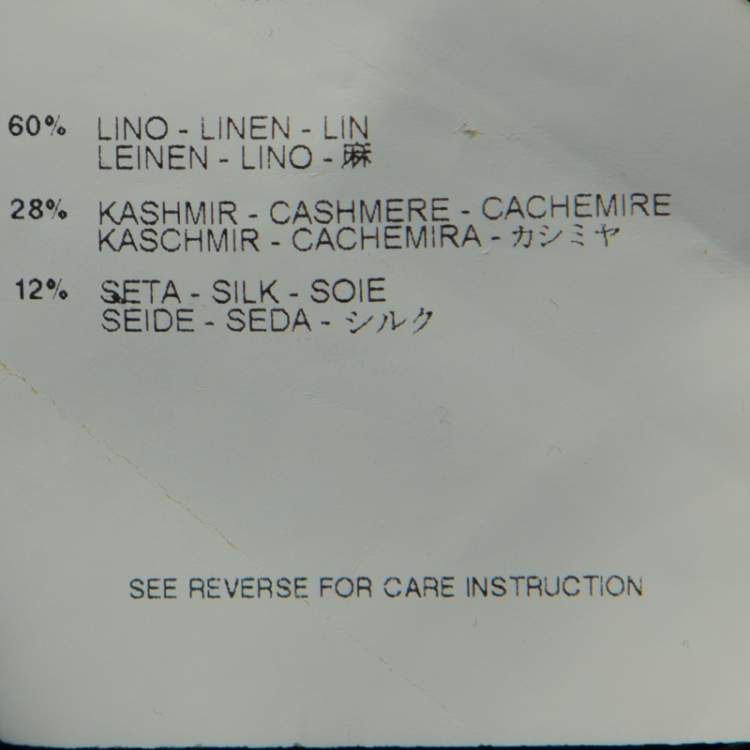 60% LINO - LINEN - LIN
LEINEN - LINO - 麻
28% KASHMIR - CASHMERE - CACHEMIRE
KASCHMIR - CACHEMIRA - カシミヤ
12% SETA - SILK - SOIE
SEIDE - SEDA - シルク
SEE REVERSE FOR CARE INSTRUCTION